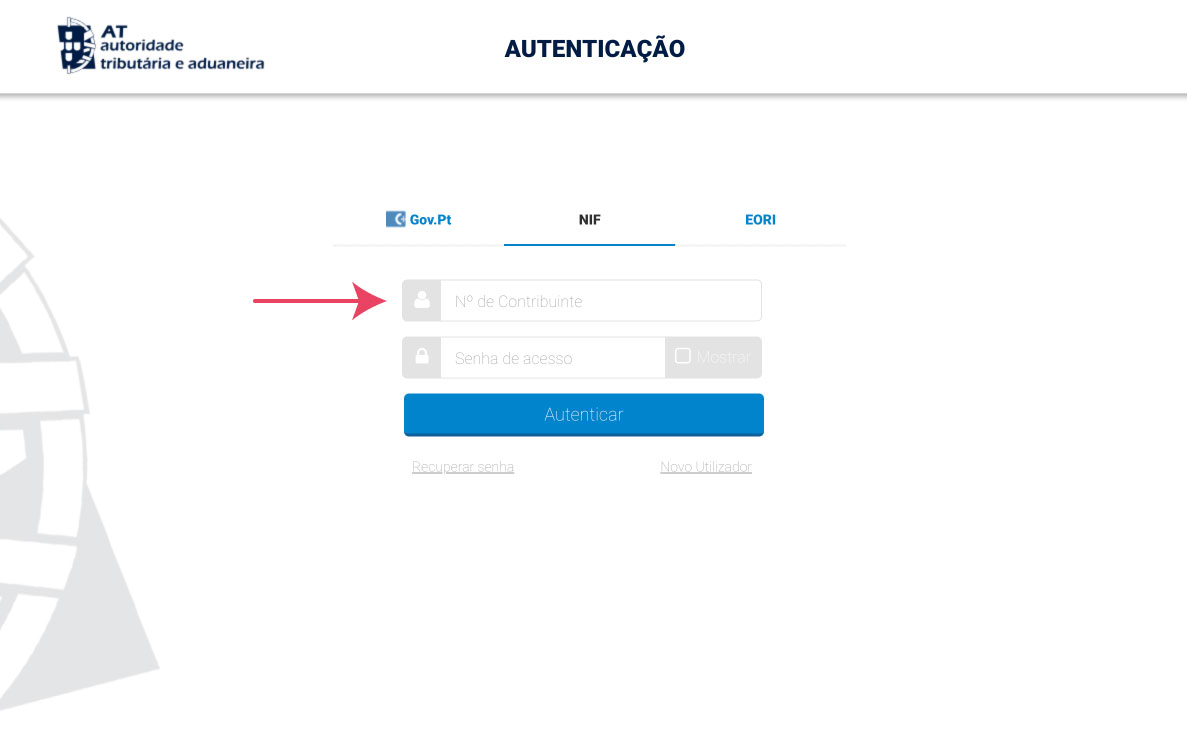 AT
autoridade
tributária e aduaneira
AUTENTICAÇÃO
Gov.Pt
NIF
EORI
Nº de Contribuinte
Senha de acesso
Mostrar
Autenticar
Recuperar senha
Novo Utilizador